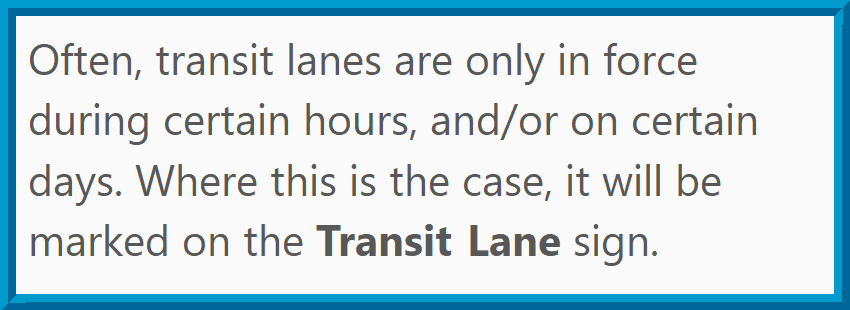 Often, transit lanes are only in force
during certain hours, and/or on certain
days. Where this is the case, it will be
marked on the Transit Lane sign.